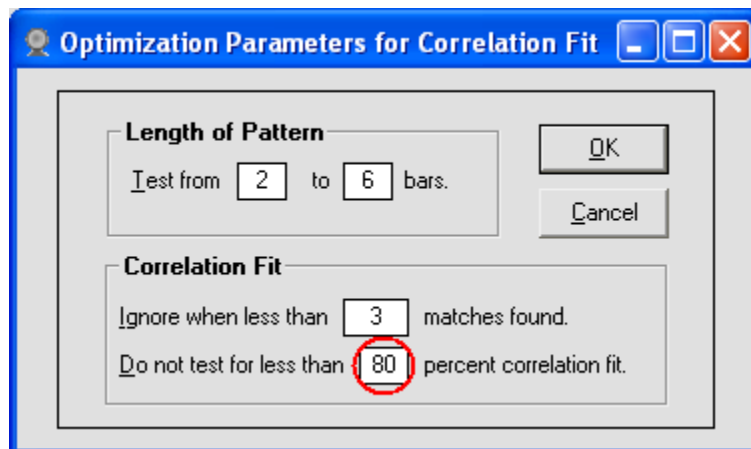 Optimization Parameters for Correlation Fit
Length of Pattern
Test from 2 to 6 bars.
OK
Cancel
Correlation Fit
Ignore when less than 3 matches found.
Do not test for less than 80 percent correlation fit.